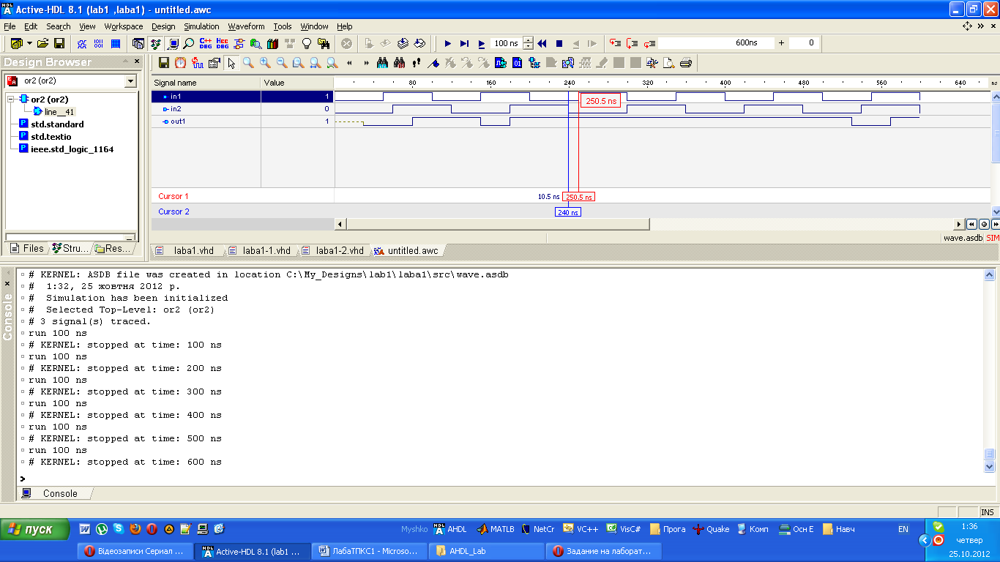 Active-HDL 8.1 (lab1 ,laba1) - untitled.awc
File Edit Search View Workspace Design Simulation Waveform Tools Window Help
100 ns
600ns + 0
Design Browser
or2 (or2)
or2 (or2)
line__41
std.standard
std.textio
ieee.std_logic_1164
Files Stru... Res...
Signal name Value 80 160 240 320 400 480 560 640 ns
in1 1
in2 0
out1 1
250.5 ns
Cursor 1 10.5 ns 250.5 ns
Cursor 2 240 ns
wave.asdb SIM
laba1.vhd laba1-1.vhd laba1-2.vhd untitled.awc
Console
# KERNEL: ASDB file was created in location C:\My_Designs\lab1\laba1\src\wave.asdb
# 1:32, 25 жовтня 2012 р.
# Simulation has been initialized
# Selected Top-Level: or2 (or2)
# 3 signal(s) traced.
run 100 ns
# KERNEL: stopped at time: 100 ns
run 100 ns
# KERNEL: stopped at time: 200 ns
run 100 ns
# KERNEL: stopped at time: 300 ns
run 100 ns
# KERNEL: stopped at time: 400 ns
run 100 ns
# KERNEL: stopped at time: 500 ns
run 100 ns
# KERNEL: stopped at time: 600 ns
>
Console
INS
пуск Myshko AHDL MATLB NetCr VC++ VisC# Прога Quake Комп Осн Е Навч EN 1:36
четвер
25.10.2012
Відеозаписи Сериал ... Active-HDL 8.1 (lab1 ... ЛабаТПКС1 - Microso... AHDL_Lab Задание на лаборат...